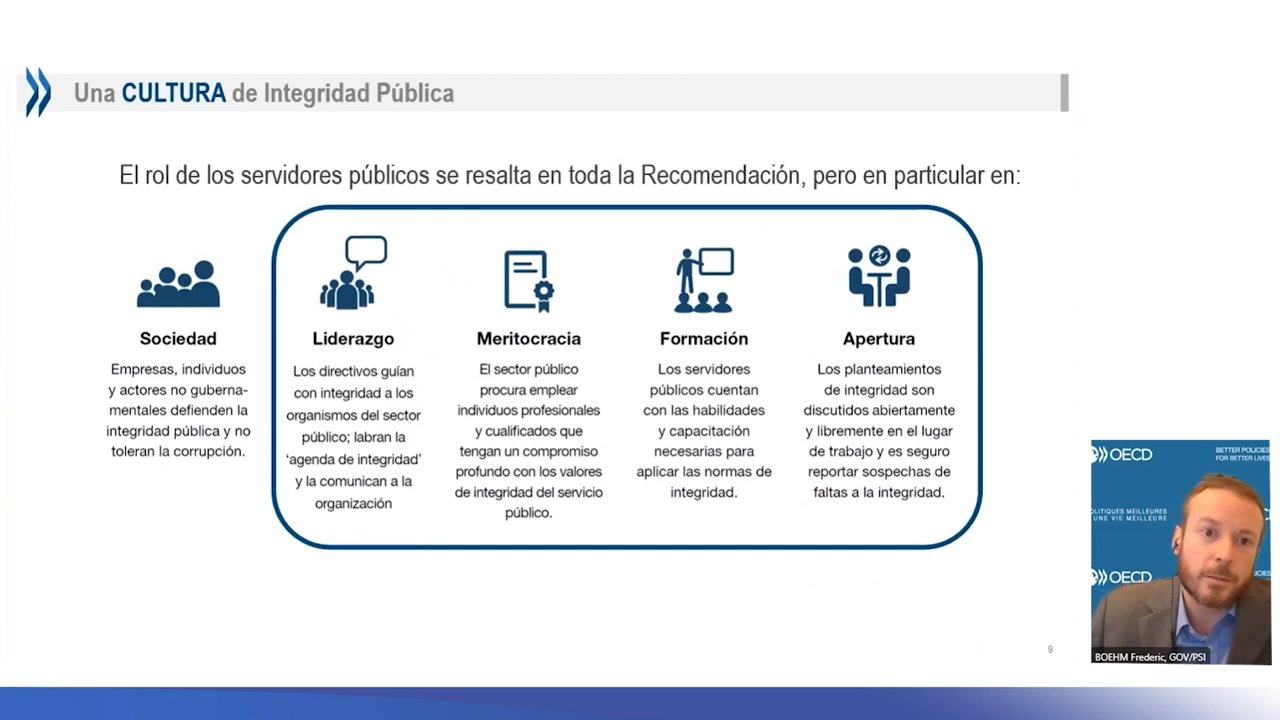 Una CULTURA de Integridad Pública
El rol de los servidores públicos se resalta en toda la Recomendación, pero en particular en:
Sociedad
Empresas, individuos
y actores no guberna-
mentales defienden la
integridad pública y no
toleran la corrupción.
Liderazgo
Los directivos guían
con integridad a los
organismos del sector
público; labran la
‘agenda de integridad’
y la comunican a la
organización
Meritocracia
El sector público
procura emplear
individuos profesionales
y cualificados que
tengan un compromiso
profundo con los valores
de integridad del servicio
público.
Formación
Los servidores
públicos cuentan
con las habilidades
y capacitación
necesarias para
aplicar las normas de
integridad.
Apertura
Los planteamientos
de integridad son
discutidos abiertamente
y libremente en el lugar
de trabajo y es seguro
reportar sospechas de
faltas a la integridad.
9
OECD
BETTER POLICIES
FOR BETTER LIVES
OLITIQUES MEILLEURES
UNE VIE MEILLEURE
OECD
BOEHM Frederic, GOV/PSI